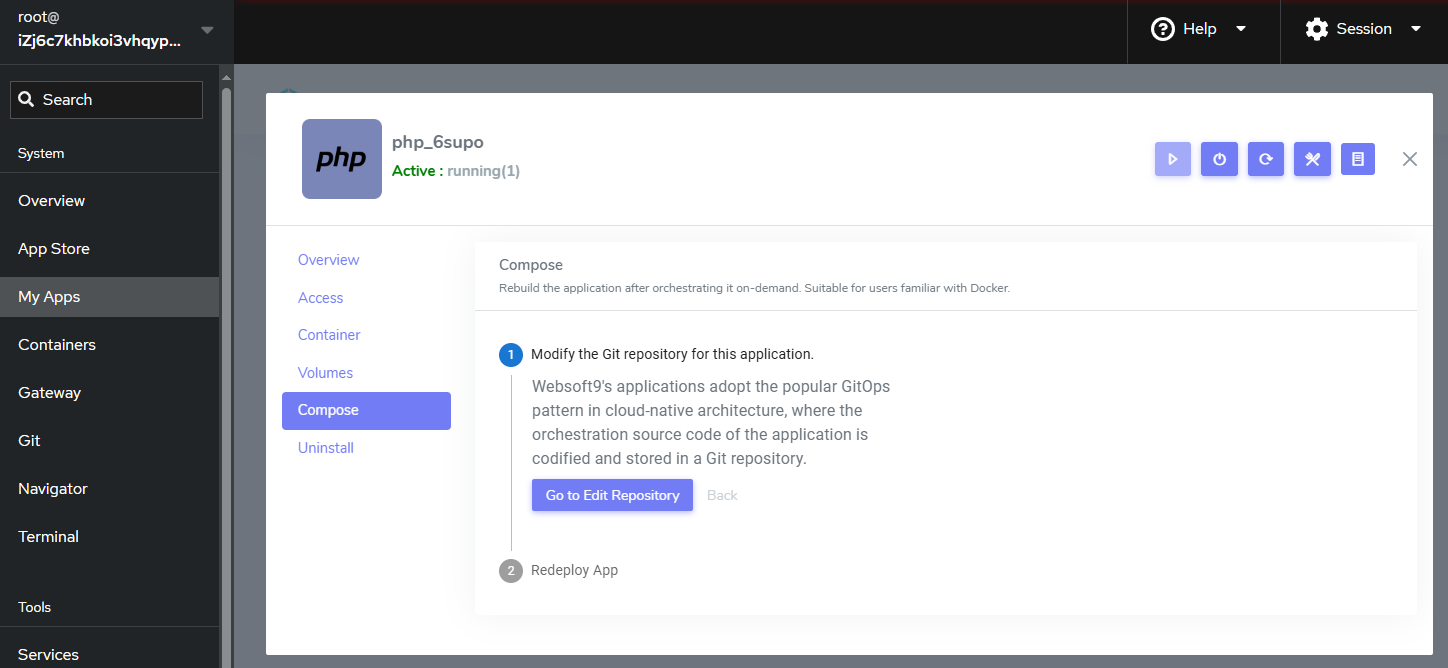 root@
iZj6c7khbkoi3vhqyp...
Help
Session
Search
System
Overview
App Store
My Apps
Containers
Gateway
Git
Navigator
Terminal
Tools
Services
php
php_6supo
Active : running(1)
Overview
Access
Container
Volumes
Compose
Uninstall
Compose
Rebuild the application after orchestrating it on-demand. Suitable for users familiar with Docker.
1 Modify the Git repository for this application.
Websoft9's applications adopt the popular GitOps
pattern in cloud-native architecture, where the
orchestration source code of the application is
codified and stored in a Git repository.
Go to Edit Repository Back
2 Redeploy App